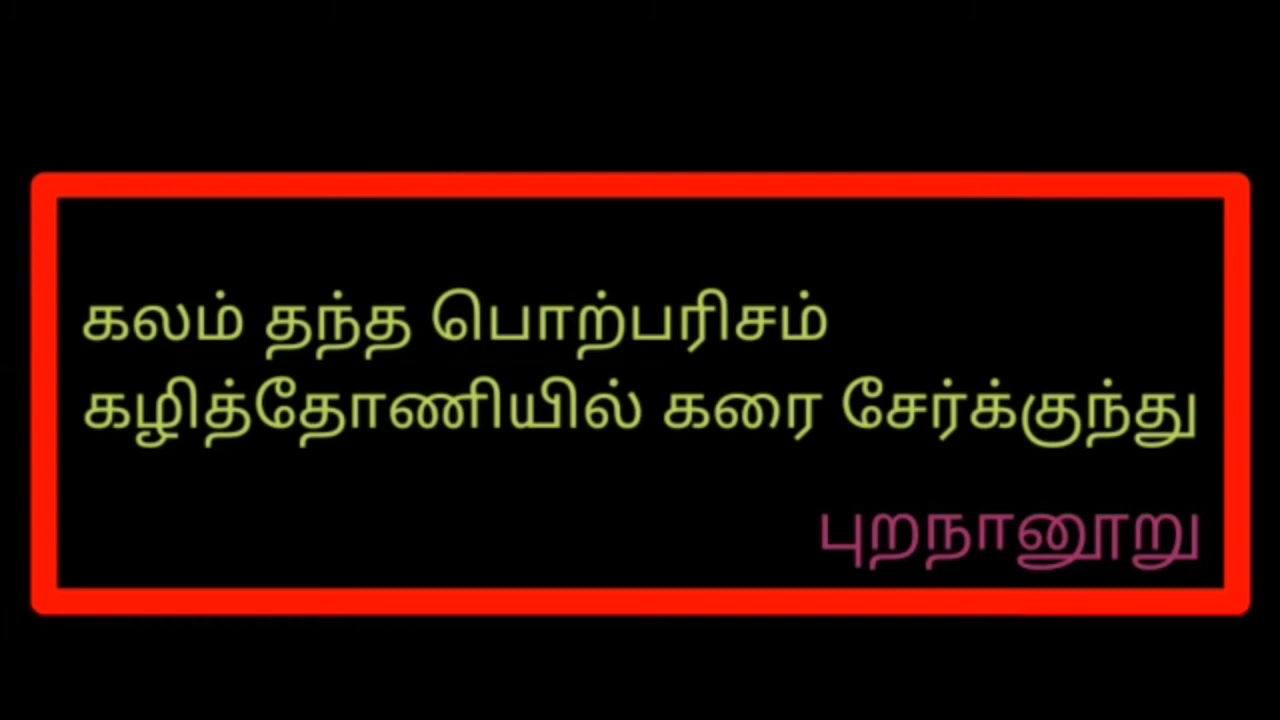 கலம் தந்த பொற்பரிசம்
கழித்தோணியில் கரை சேர்க்குந்து
புறநானூறு